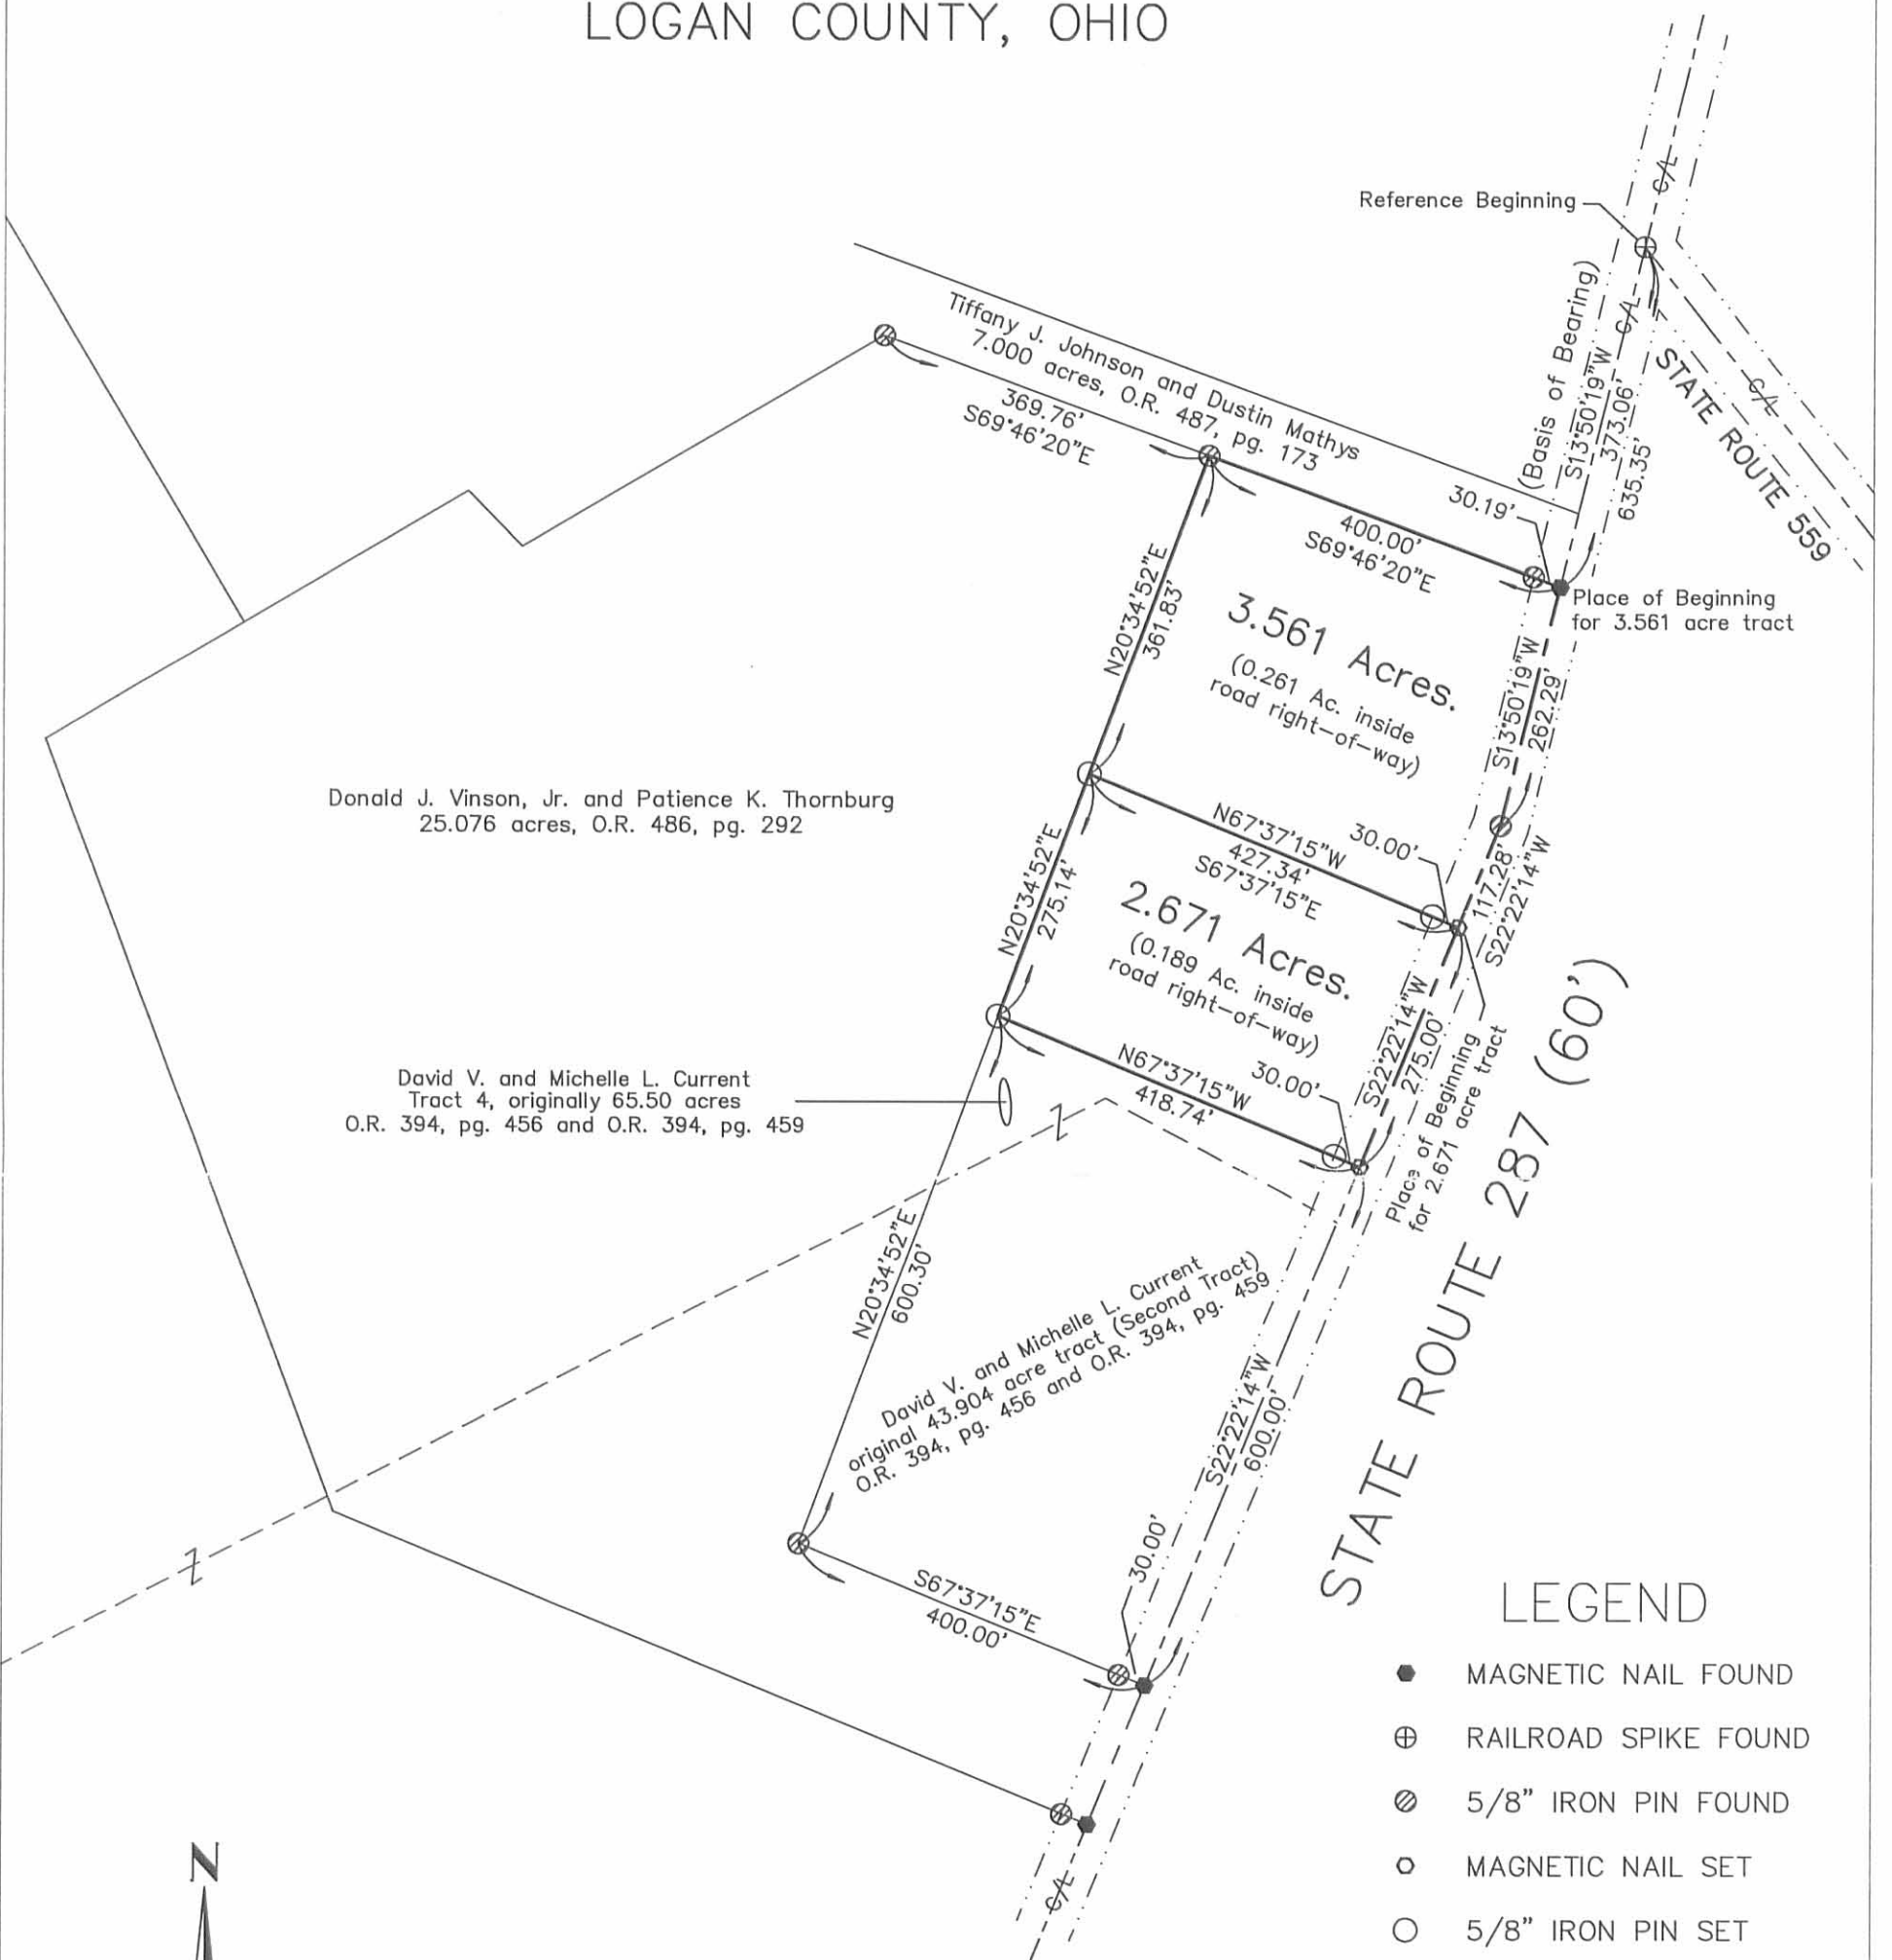 LOGAN COUNTY, OHIO
C/L
Reference Beginning
(Basis of Bearing)
S13°50'19"W
373.06'
C/L
635.35'
STATE ROUTE 559
C/L
Tiffany J. Johnson and Dustin Mathys
7.000 acres, O.R. 487, pg. 173
369.76'
S69°46'20"E
30.19'
400.00'
S69°46'20"E
Place of Beginning
for 3.561 acre tract
N20°34'52"E
361.83'
3.561 Acres.
(0.261 Ac. inside
road right-of-way)
S13°50'19"W
262.29'
Donald J. Vinson, Jr. and Patience K. Thornburg
25.076 acres, O.R. 486, pg. 292
N67°37'15"W
427.34'
S67°37'15"E
30.00'
117.28'
S22°22'14"W
N20°34'52"E
275.14'
2.671 Acres.
(0.189 Ac. inside
road right-of-way)
S22°22'14"W
275.00'
Place of Beginning
for 2.671 acre tract
STATE ROUTE 287 (60')
David V. and Michelle L. Current
Tract 4, originally 65.50 acres
O.R. 394, pg. 456 and O.R. 394, pg. 459
N67°37'15"W
418.74'
30.00'
Z
N20°34'52"E
600.30'
David V. and Michelle L. Current
original 43.904 acre tract (Second Tract)
O.R. 394, pg. 456 and O.R. 394, pg. 459
S22°22'14"W
600.00'
30.00'
Z
S67°37'15"E
400.00'
C/L
N
LEGEND
MAGNETIC NAIL FOUND
RAILROAD SPIKE FOUND
5/8" IRON PIN FOUND
MAGNETIC NAIL SET
5/8" IRON PIN SET